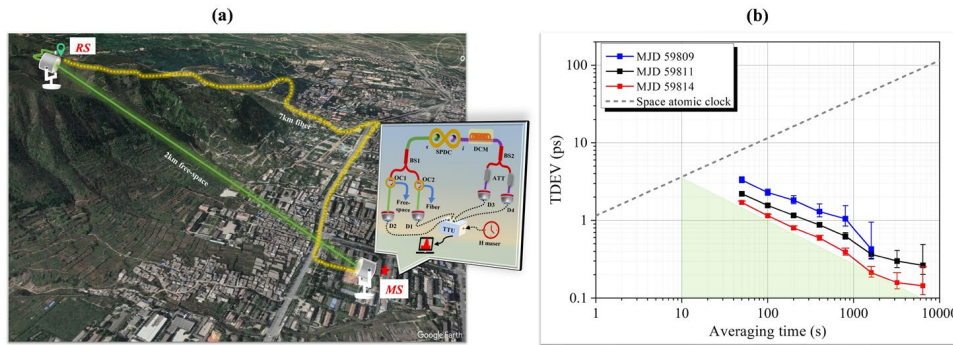 (a)
RS
7km fiber
2km free-space
MS
SPDC
s
i
DCM
BS1
BS2
OC1
OC2
ATT
Free-
space
Fiber
D3
D4
D2
D1
TTU
H maser
Google Earth
(b)
TDEV (ps)
100
10
1
0.1
MJD 59809
MJD 59811
MJD 59814
Space atomic clock
1
10
100
1000
10000
Averaging time (s)